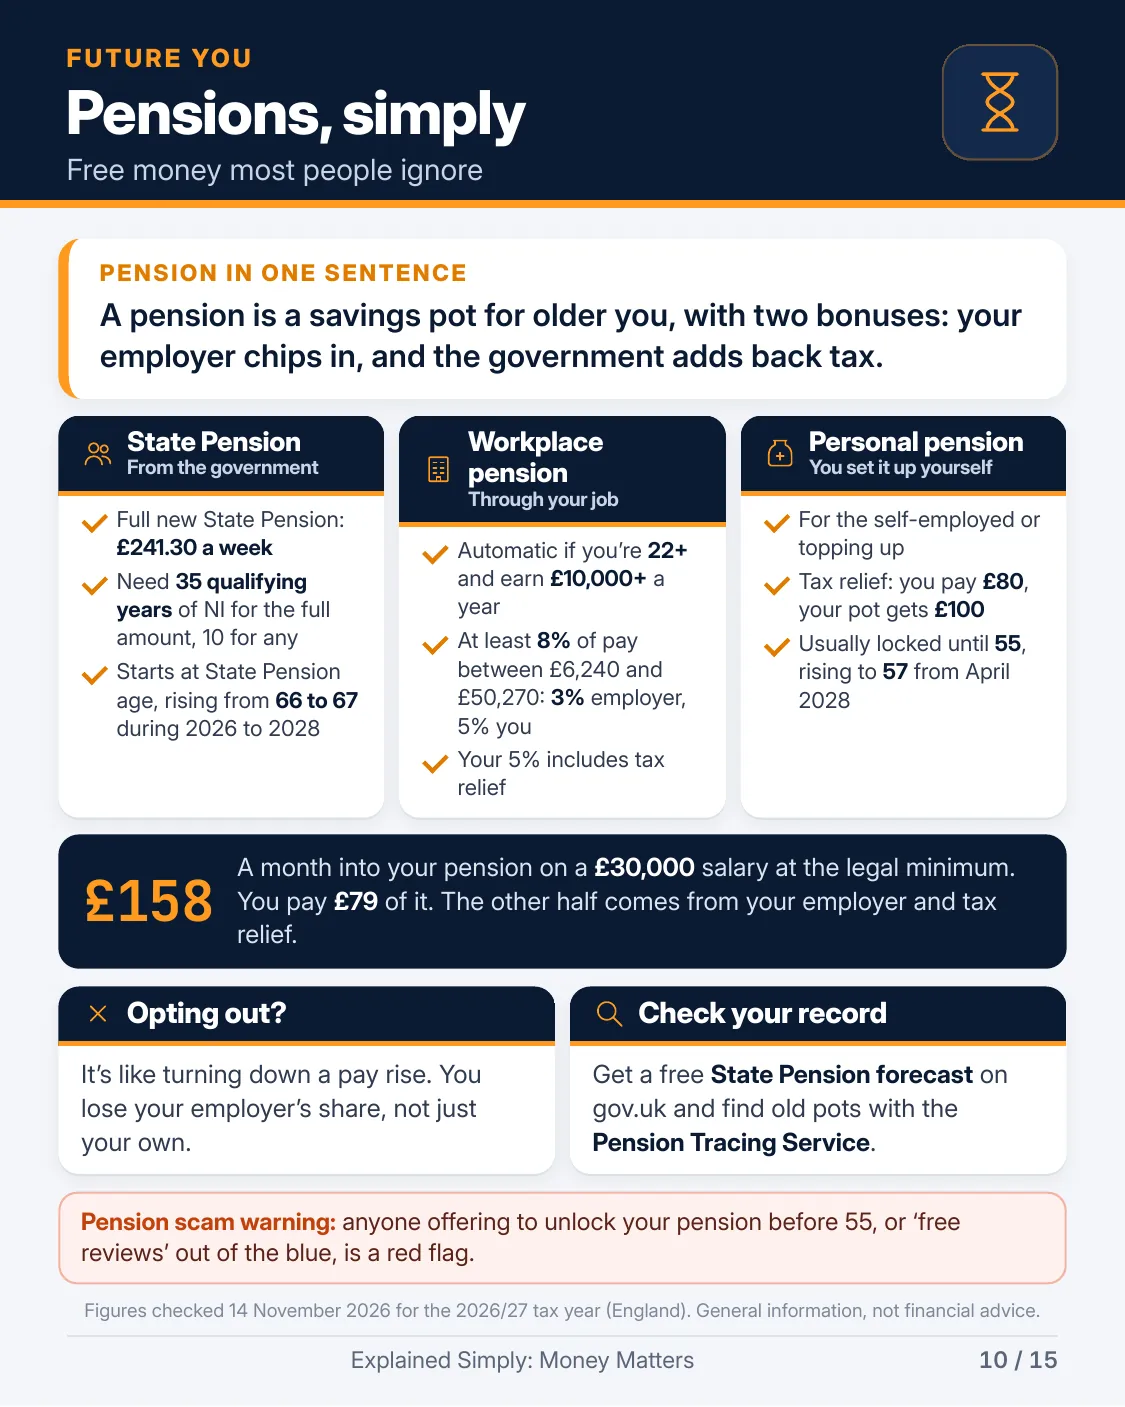 FUTURE YOU
Pensions, simply
Free money most people ignore
PENSION IN ONE SENTENCE
A pension is a savings pot for older you, with two bonuses: your
employer chips in, and the government adds back tax.
State Pension
From the government
Full new State Pension:
£241.30 a week
Need 35 qualifying
years of NI for the full
amount, 10 for any
Starts at State Pension
age, rising from 66 to 67
during 2026 to 2028
Workplace
pension
Through your job
Automatic if you’re 22+
and earn £10,000+ a
year
At least 8% of pay
between £6,240 and
£50,270: 3% employer,
5% you
Your 5% includes tax
relief
Personal pension
You set it up yourself
For the self-employed or
topping up
Tax relief: you pay £80,
your pot gets £100
Usually locked until 55,
rising to 57 from April
2028
£158
A month into your pension on a £30,000 salary at the legal minimum.
You pay £79 of it. The other half comes from your employer and tax
relief.
Opting out?
It’s like turning down a pay rise. You
lose your employer’s share, not just
your own.
Check your record
Get a free State Pension forecast on
gov.uk and find old pots with the
Pension Tracing Service.
Pension scam warning: anyone offering to unlock your pension before 55, or ‘free
reviews’ out of the blue, is a red flag.
Figures checked 14 November 2026 for the 2026/27 tax year (England). General information, not financial advice.
Explained Simply: Money Matters
10 / 15